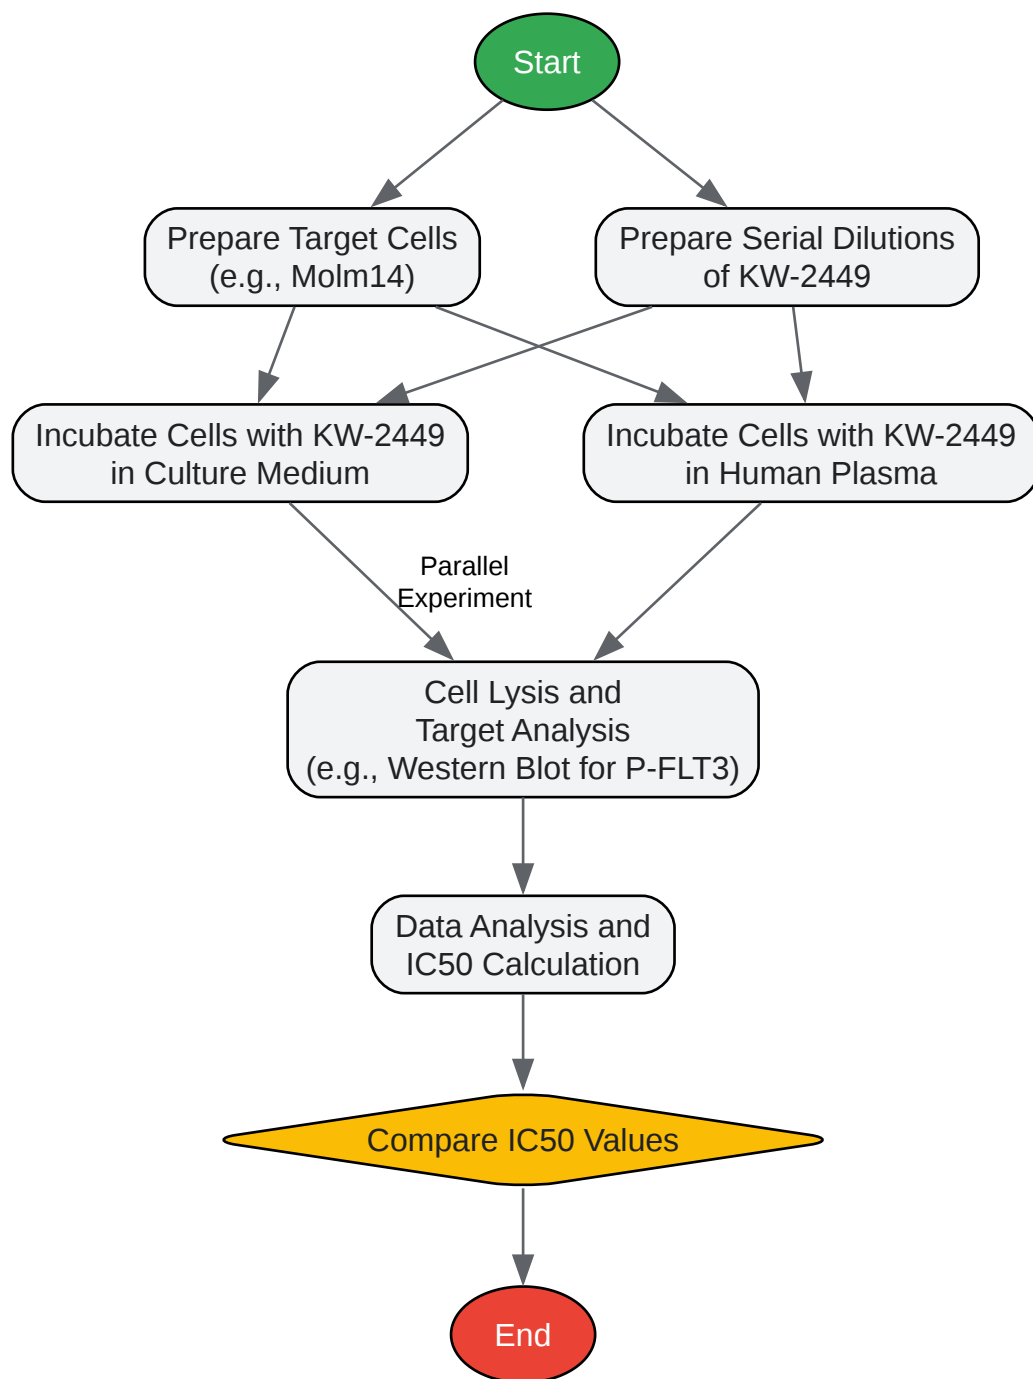 Start
Prepare Target Cells
(e.g., Molm14)
Prepare Serial Dilutions
of KW-2449
Incubate Cells with KW-2449
in Culture Medium
Incubate Cells with KW-2449
in Human Plasma
Parallel
Experiment
Cell Lysis and
Target Analysis
(e.g., Western Blot for P-FLT3)
Data Analysis and
IC50 Calculation
Compare IC50 Values
End